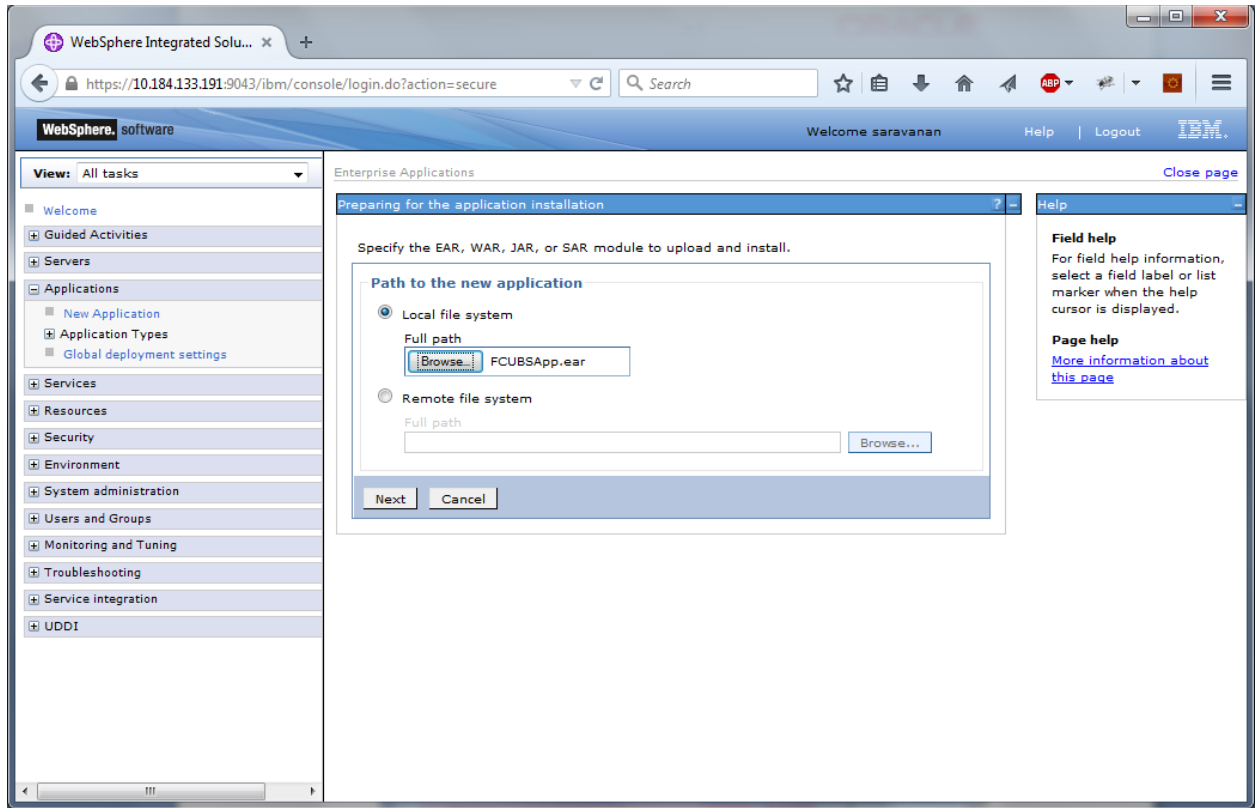 WebSphere Integrated Solu...
https://10.184.133.191:9043/ibm/console/login.do?action=secure
Search
ABP
WebSphere. software
Welcome saravanan
Help | Logout
IBM.
View: All tasks
Welcome
Guided Activities
Servers
Applications
New Application
Application Types
Global deployment settings
Services
Resources
Security
Environment
System administration
Users and Groups
Monitoring and Tuning
Troubleshooting
Service integration
UDDI
Enterprise Applications
Close page
Preparing for the application installation
? -
Specify the EAR, WAR, JAR, or SAR module to upload and install.
Path to the new application
Local file system
Full path
Browse... FCUBSApp.ear
Remote file system
Full path
Browse...
Next Cancel
Help
Field help
For field help information,
select a field label or list
marker when the help
cursor is displayed.
Page help
More information about
this page